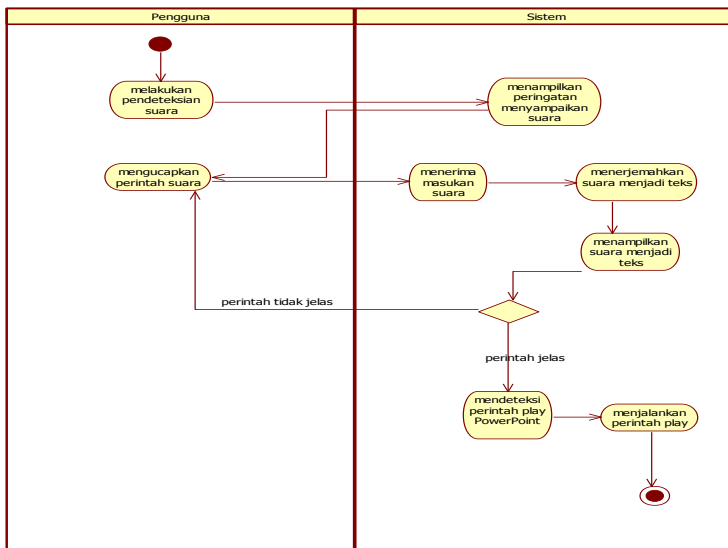 Pengguna
Sistem
melakukan
pendeteksian
suara
menampilkan
peringatan
menyampaikan
suara
mengucapkan
perintah suara
menerima
masukan
suara
menerjemahkan
suara menjadi teks
menampilkan
suara menjadi
teks
perintah tidak jelas
perintah jelas
mendeteksi
perintah play
PowerPoint
menjalankan
perintah play